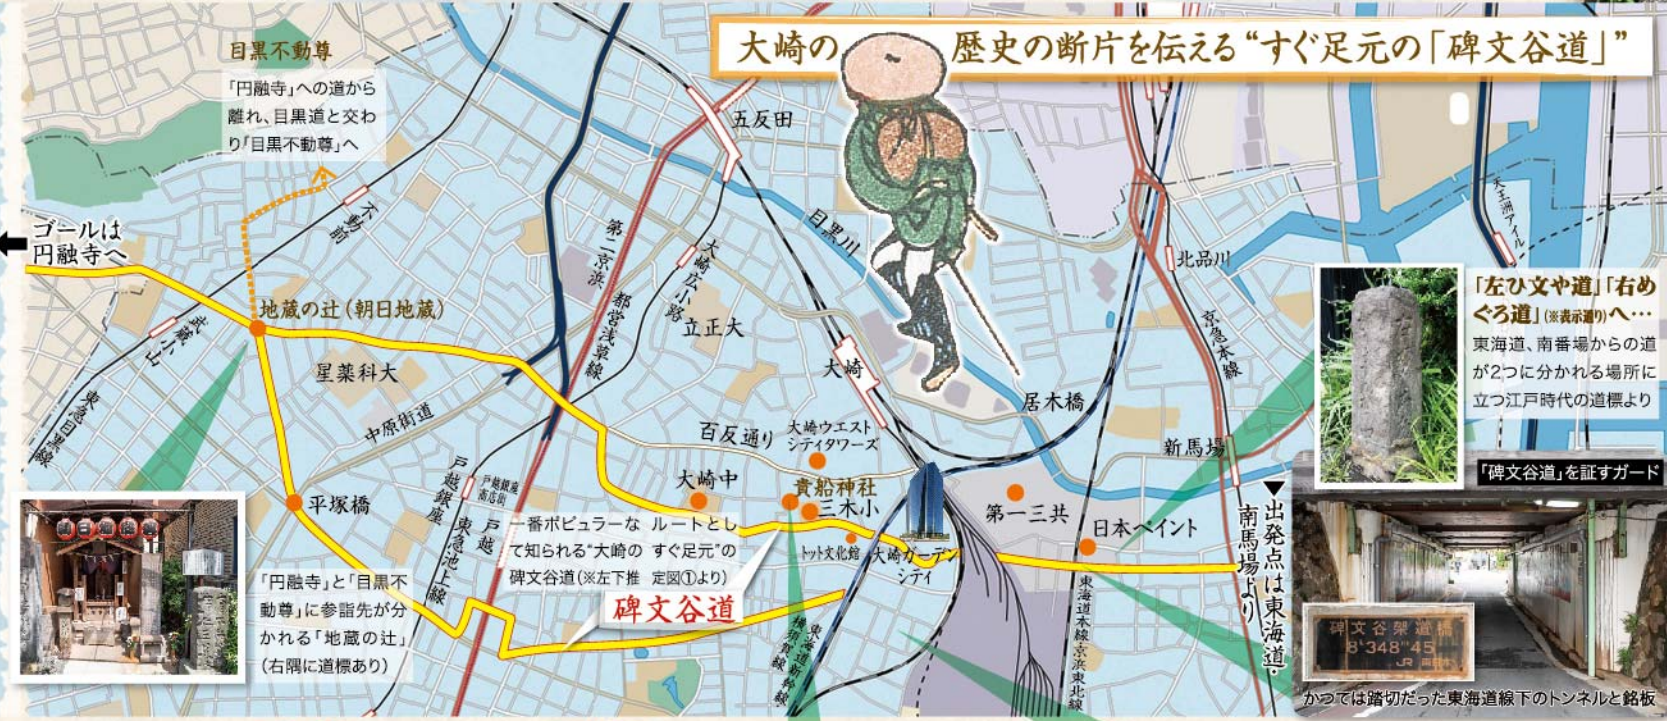 大崎の歴史の断片を伝える“すぐ足元の「碑文谷道」”
目黒不動尊
「円融寺」への道から
離れ、目黒道と交わ
り「目黒不動尊」へ
ゴールは
円融寺へ
不動前
地蔵の辻（朝日地蔵）
武蔵小山
東急目黒線
星薬科大
中原街道
平塚橋
「円融寺」と「目黒不
動尊」に参詣先が分
かれる「地蔵の辻」
（右隅に道標あり）
五反田
第二京浜
都営浅草線
大崎広小路
立正大
目黒川
大崎
居木橋
百反通り
大崎ウエスト
シティタワーズ
大崎中
貴船神社
三木小
戸越銀座
戸越銀座
商店街
戸越
東急池上線
一番ポピュラーな ルートとし
て知られる“大崎の すぐ足元”の
碑文谷道（※左下推 定図①より）
碑文谷道
トット文化館
大崎ガーデン
シティ
第一三共
日本ペイント
東海道新幹線
横須賀線
東海道本線・京浜東北線
北品川
京急本線
新馬場
天王洲アイル
▼出発点は東海道・
南馬場より
「左ひ文や道」「右め
ぐろ道」（※表示通り）へ…
東海道、南番場からの道
が2つに分かれる場所に
立つ江戸時代の道標より
「碑文谷道」を証すガード
碑文谷架道橋
8K348M45
JR 東日本
かつては踏切だった東海道線下のトンネルと銘板